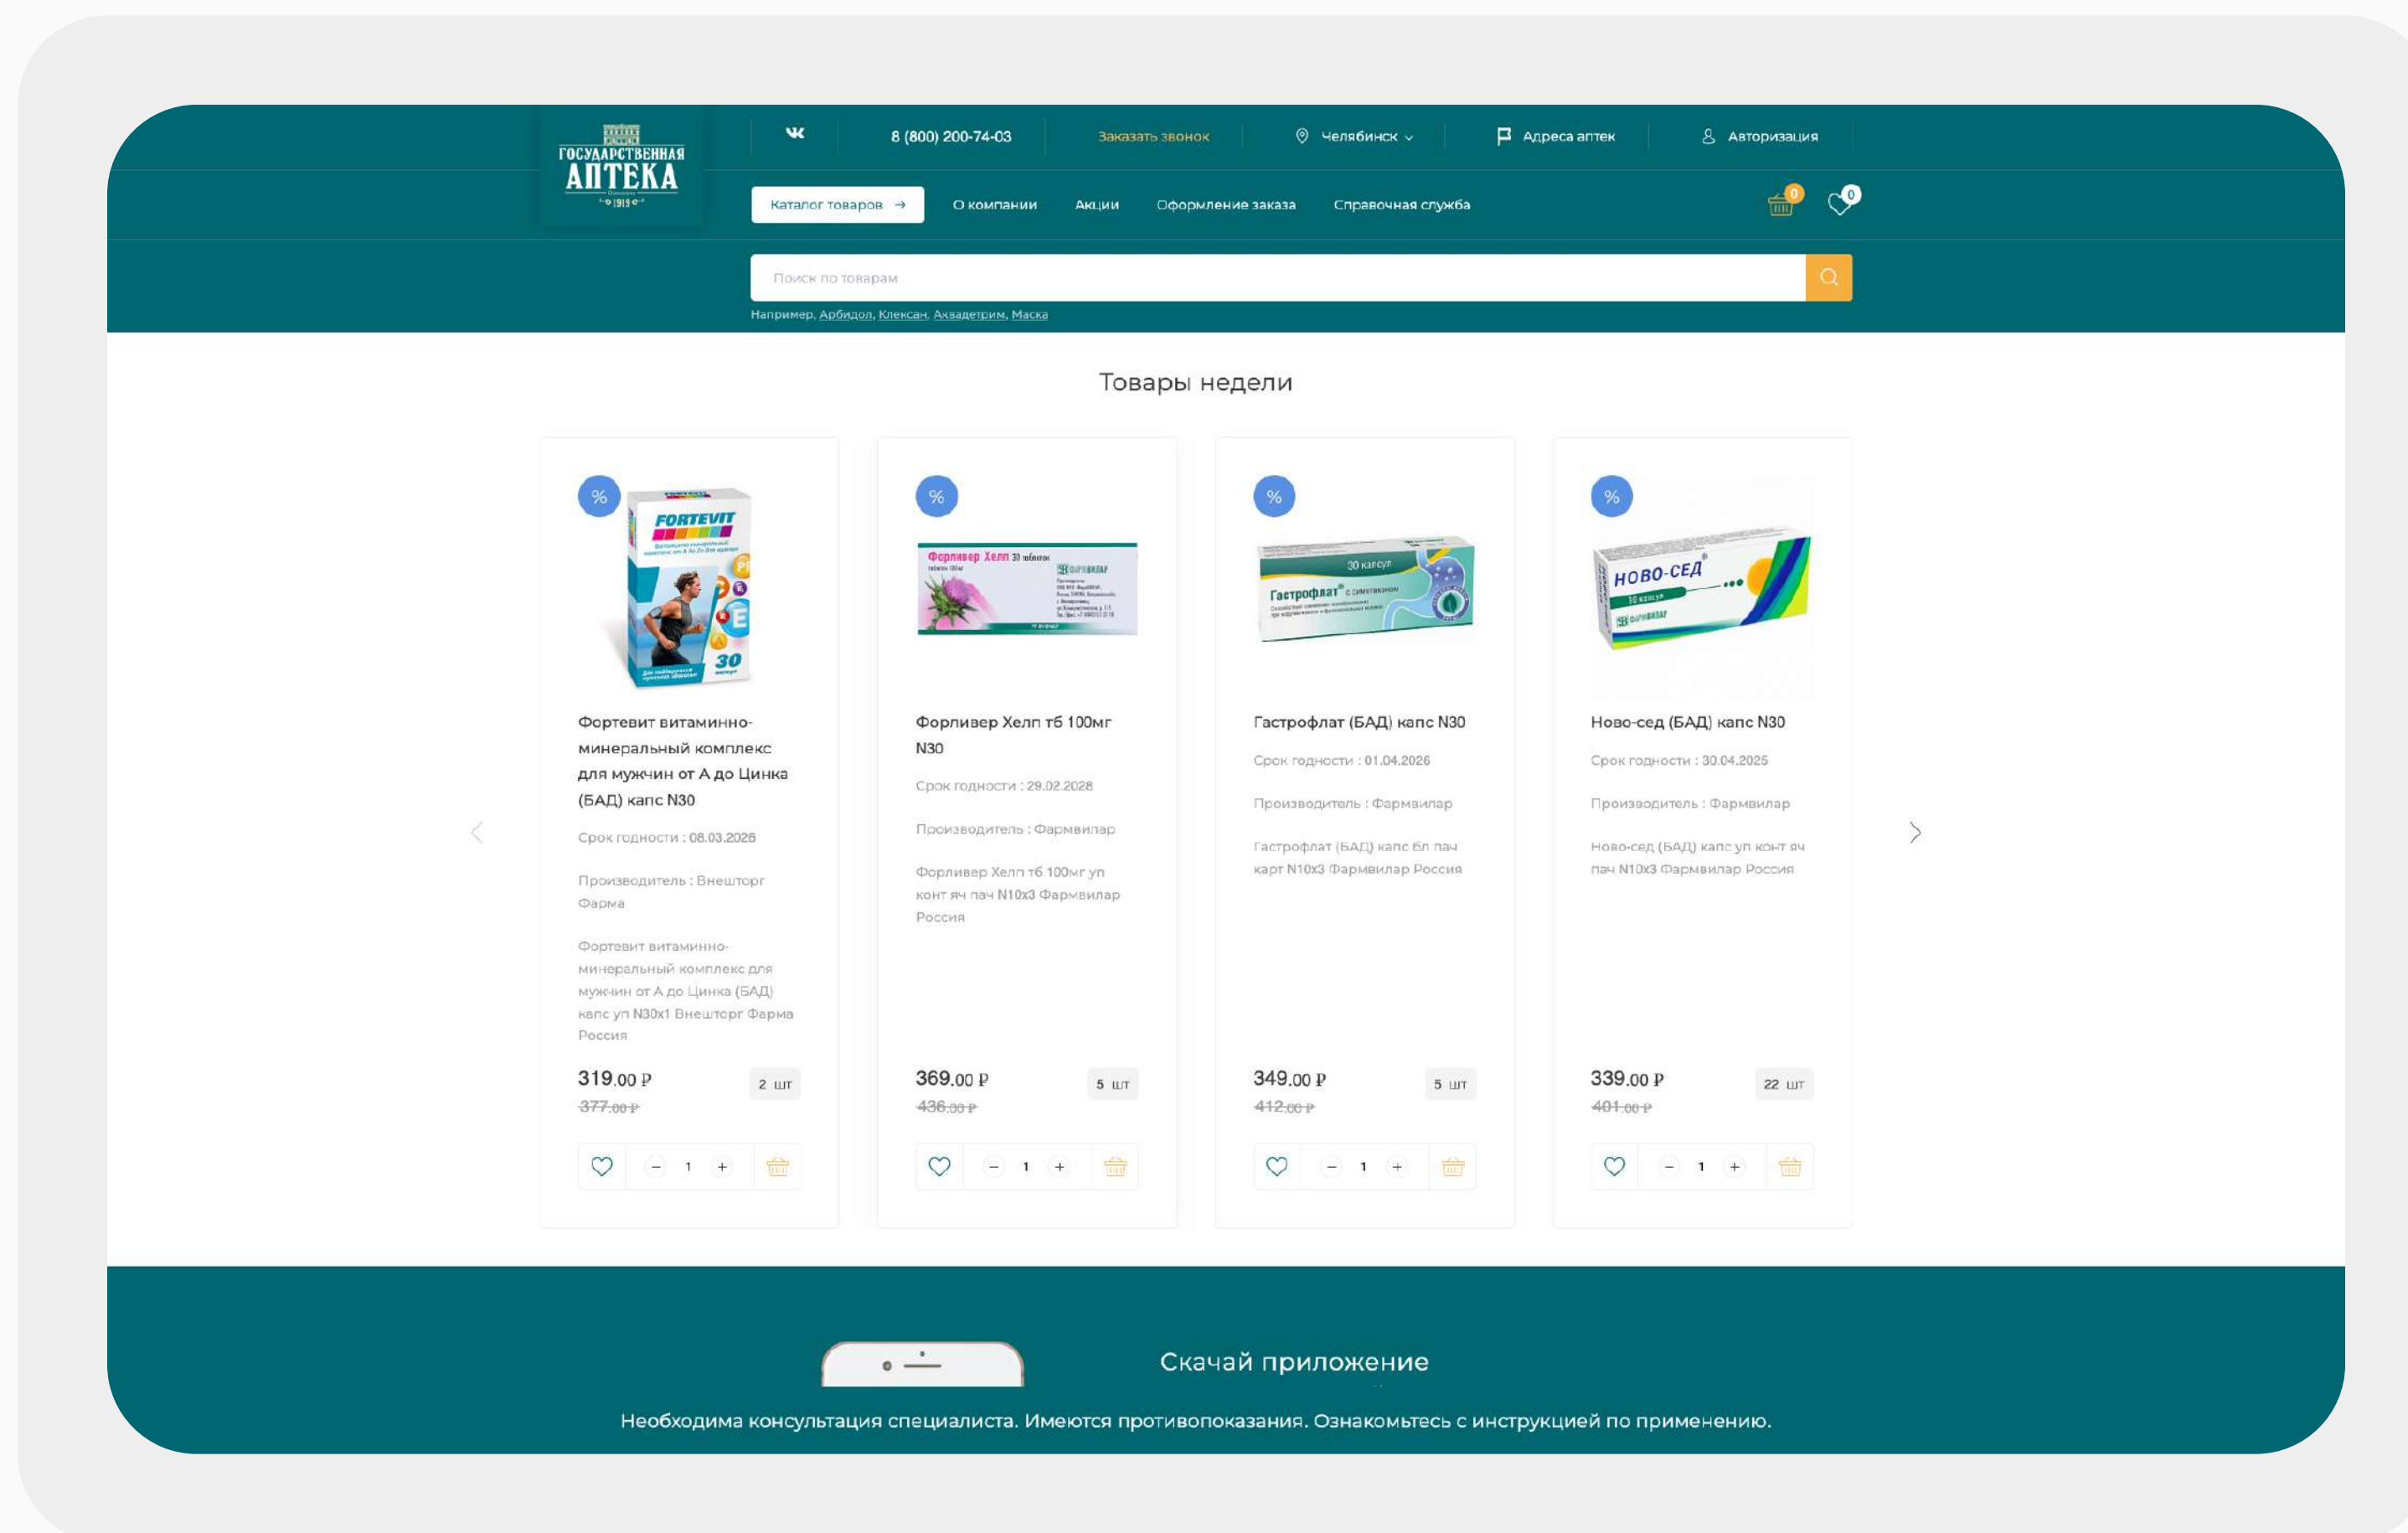 ГОСУДАРСТВЕННАЯ
АПТЕКА
1919
8 (800) 200-74-03
Заказать звонок
Челябинск
Адреса аптек
Авторизация
Каталог товаров →
О компании
Акции
Оформление заказа
Справочная служба
0
0
Поиск по товарам
Например, Арбидол, Клексан, Аквадетрим, Маска
Товары недели
%
FORTEVIT
30
Фортевит витаминно-
минеральный комплекс
для мужчин от А до Цинка
(БАД) капс N30
Срок годности : 08.03.2026
Производитель : Внешторг
Фарма
Фортевит витаминно-
минеральный комплекс для
мужчин от А до Цинка (БАД)
капс уп N30x1 Внешторг Фарма
Россия
319.00 ₽
2 шт
377.00 ₽
− 1 +
%
Форливер Хелп 30 таблеток
ФАРМВИЛАР
Форливер Хелп тб 100мг
N30
Срок годности : 29.02.2028
Производитель : Фармвилар
Форливер Хелп тб 100мг уп
конт яч пач N10x3 Фармвилар
Россия
369.00 ₽
5 шт
436.00 ₽
− 1 +
%
30 капсул
Гастрофлат® с симетиконом
Гастрофлат (БАД) капс N30
Срок годности : 01.04.2026
Производитель : Фармвилар
Гастрофлат (БАД) капс бл пач
карт N10x3 Фармвилар Россия
349.00 ₽
5 шт
412.00 ₽
− 1 +
%
НОВО-СЕД®
30 капсул
ФАРМВИЛАР
Ново-сед (БАД) капс N30
Срок годности : 30.04.2025
Производитель : Фармвилар
Ново-сед (БАД) капс уп конт яч
пач N10x3 Фармвилар Россия
339.00 ₽
22 шт
401.00 ₽
− 1 +
Скачай приложение
Необходима консультация специалиста. Имеются противопоказания. Ознакомьтесь с инструкцией по применению.